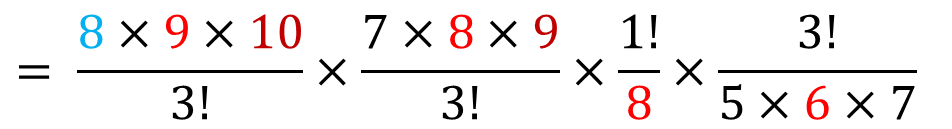 = 8 × 9 × 10 / 3! × 7 × 8 × 9 / 3! × 1! / 8 × 3! / 5 × 6 × 7